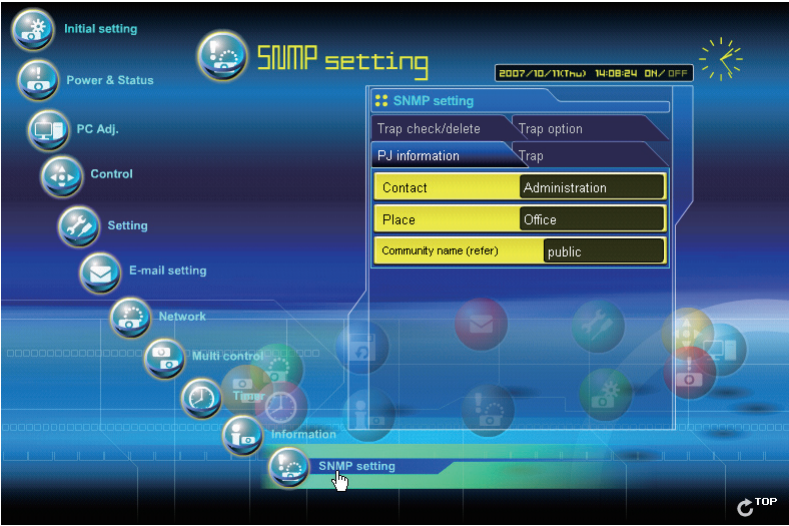 Initial setting
Power & Status
PC Adj.
Control
Setting
E-mail setting
Network
Multi control
Timer
Information
SNMP setting
SNMP setting
2007/10/11(Thu) 14:08:24 ON/OFF
SNMP setting
Trap check/delete
Trap option
PJ information
Trap
Contact
Administration
Place
Office
Community name (refer)
public
TOP